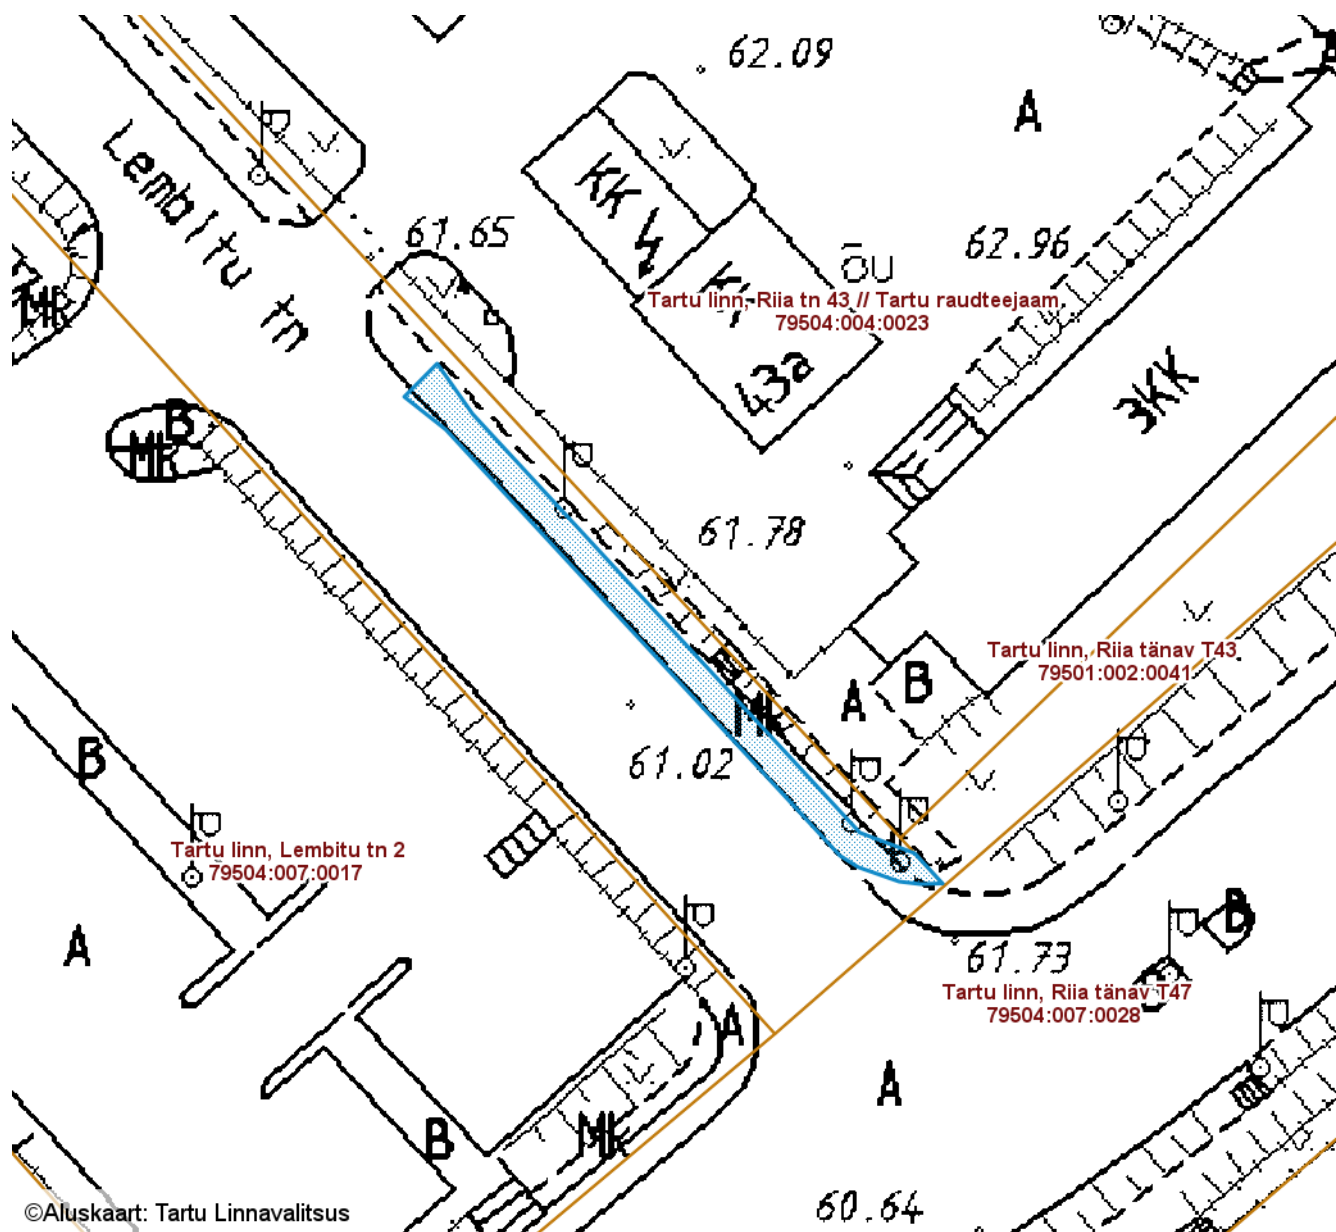 62.09
A
Lembitu tn
61.65
KK
62.96
ÕU
Tartu linn, Riia tn 43 // Tartu raudteejaam
79504:004:0023
MK
43a
3KK
B
MK
61.78
Tartu linn, Riia tänav T43
79501:002:0041
B
A
Mk
61.02
B
Tartu linn, Lembitu tn 2
79504:007:0017
B
A
61.73
Tartu linn, Riia tänav T47
79504:007:0028
A
A
B
Mk
60.64
©Aluskaart: Tartu Linnavalitsus